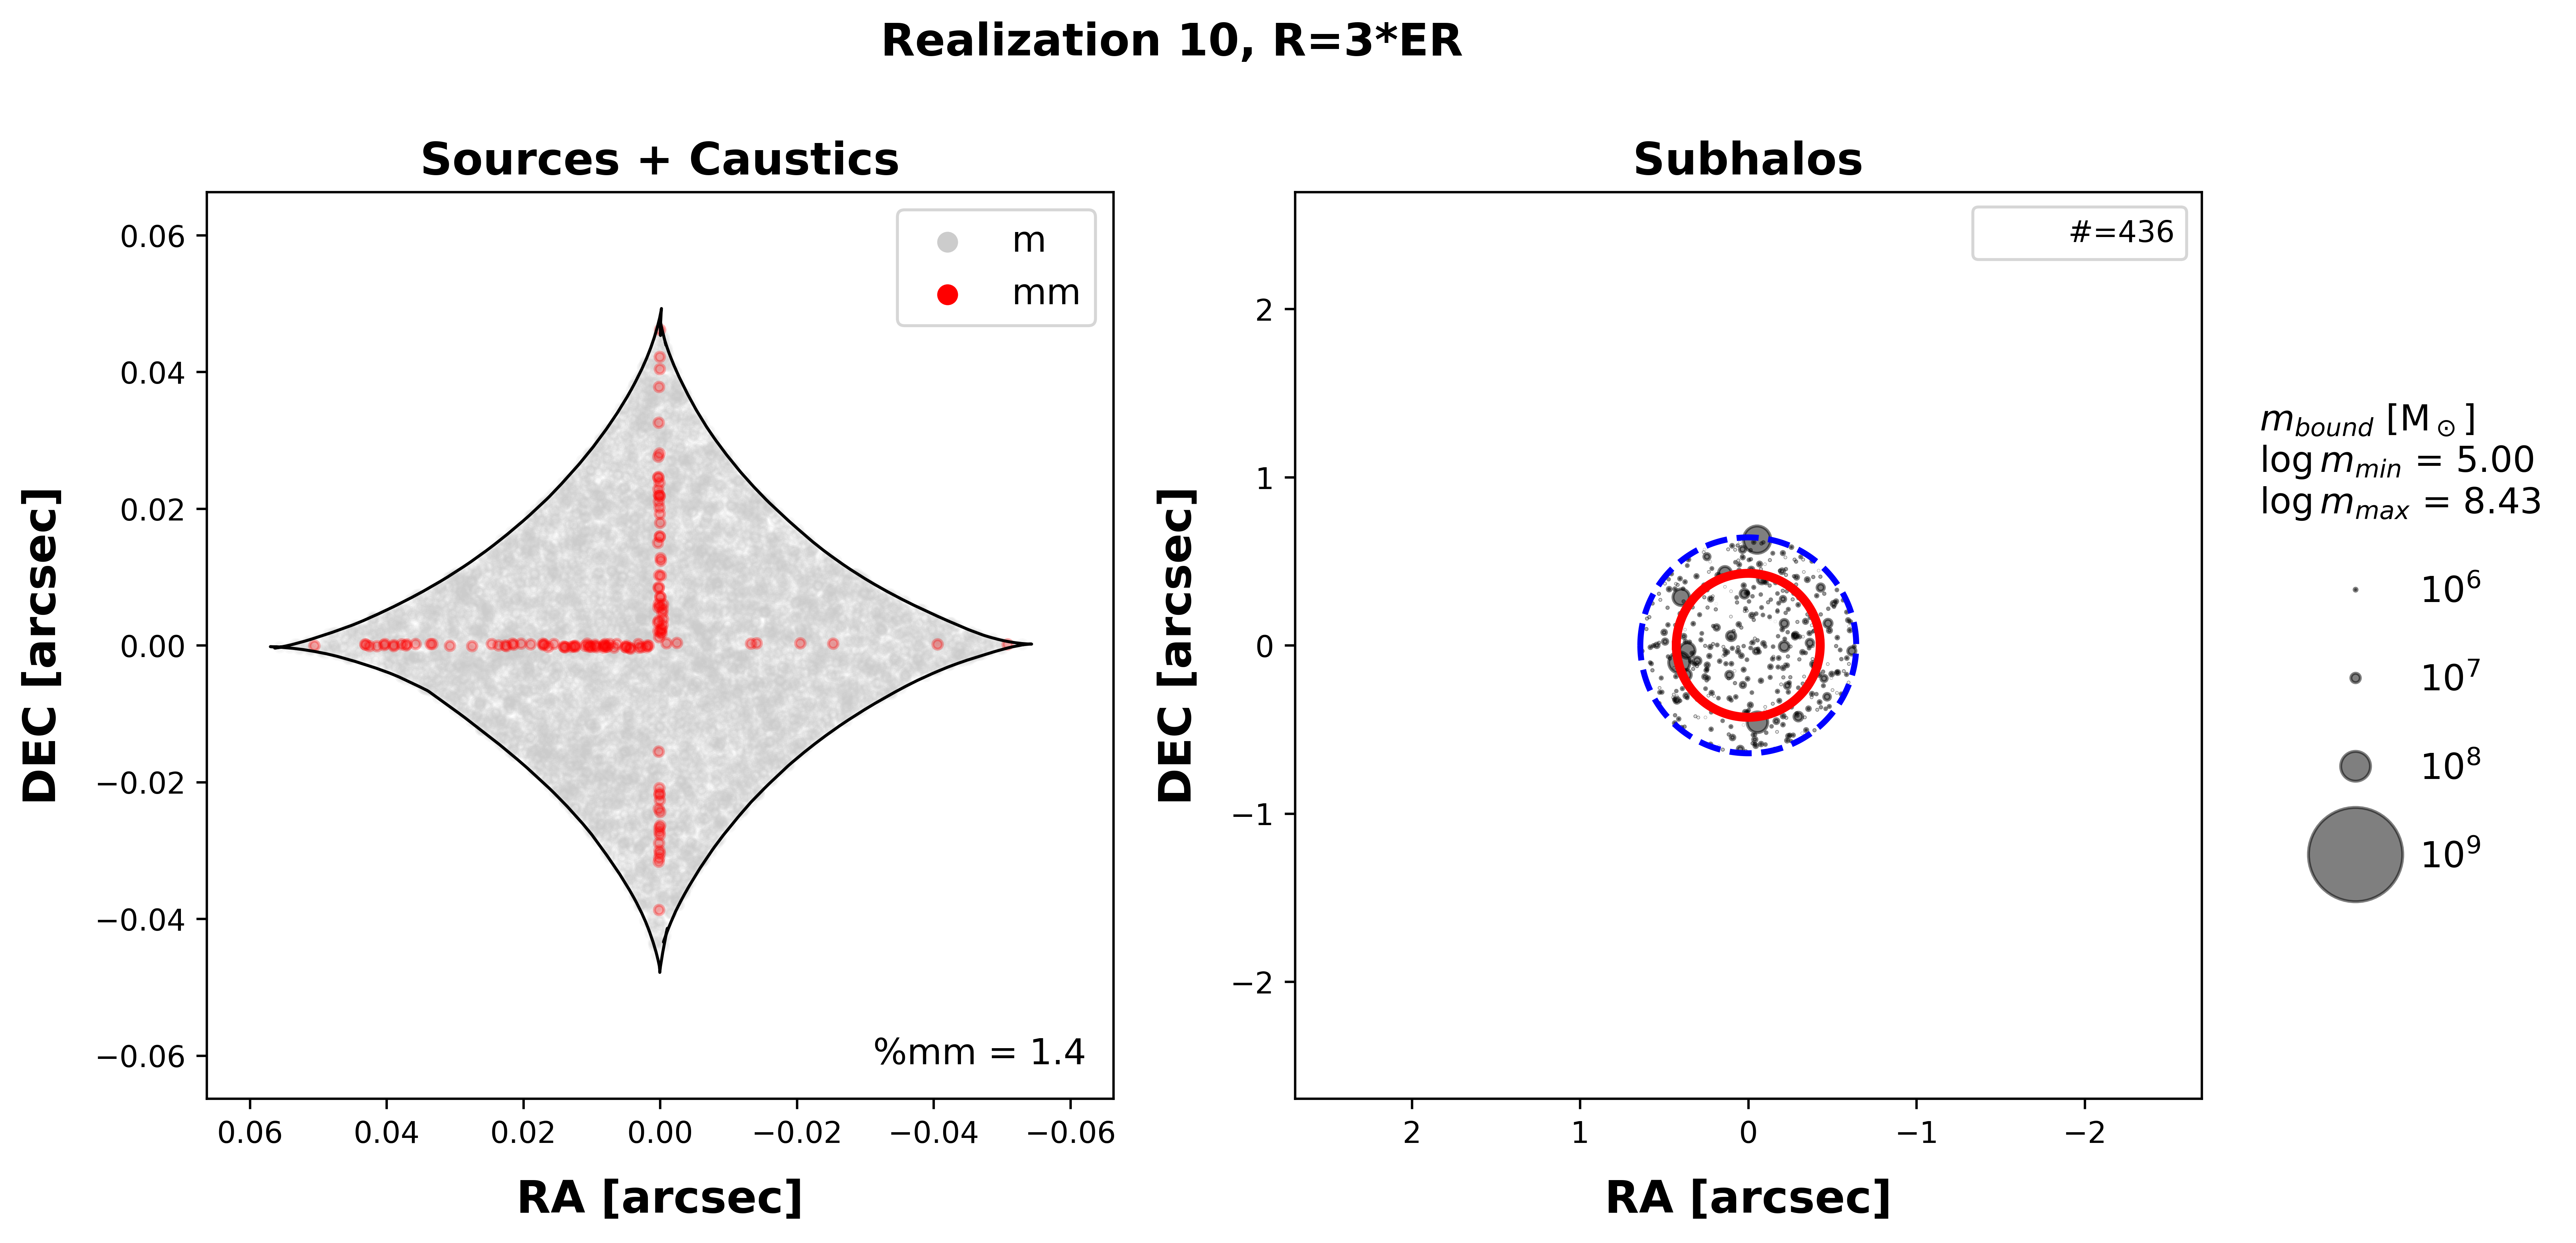 Realization 10, R=3*ER
Sources + Caustics
m
mm
0.06
0.04
0.02
0.00
−0.02
−0.04
−0.06
DEC [arcsec]
%mm = 1.4
0.06
0.04
0.02
0.00
−0.02
−0.04
−0.06
RA [arcsec]
Subhalos
#=436
2
1
0
−1
−2
DEC [arcsec]
2
1
0
−1
−2
RA [arcsec]
m_bound [M_⊙]
log m_min = 5.00
log m_max = 8.43
10^6
10^7
10^8
10^9